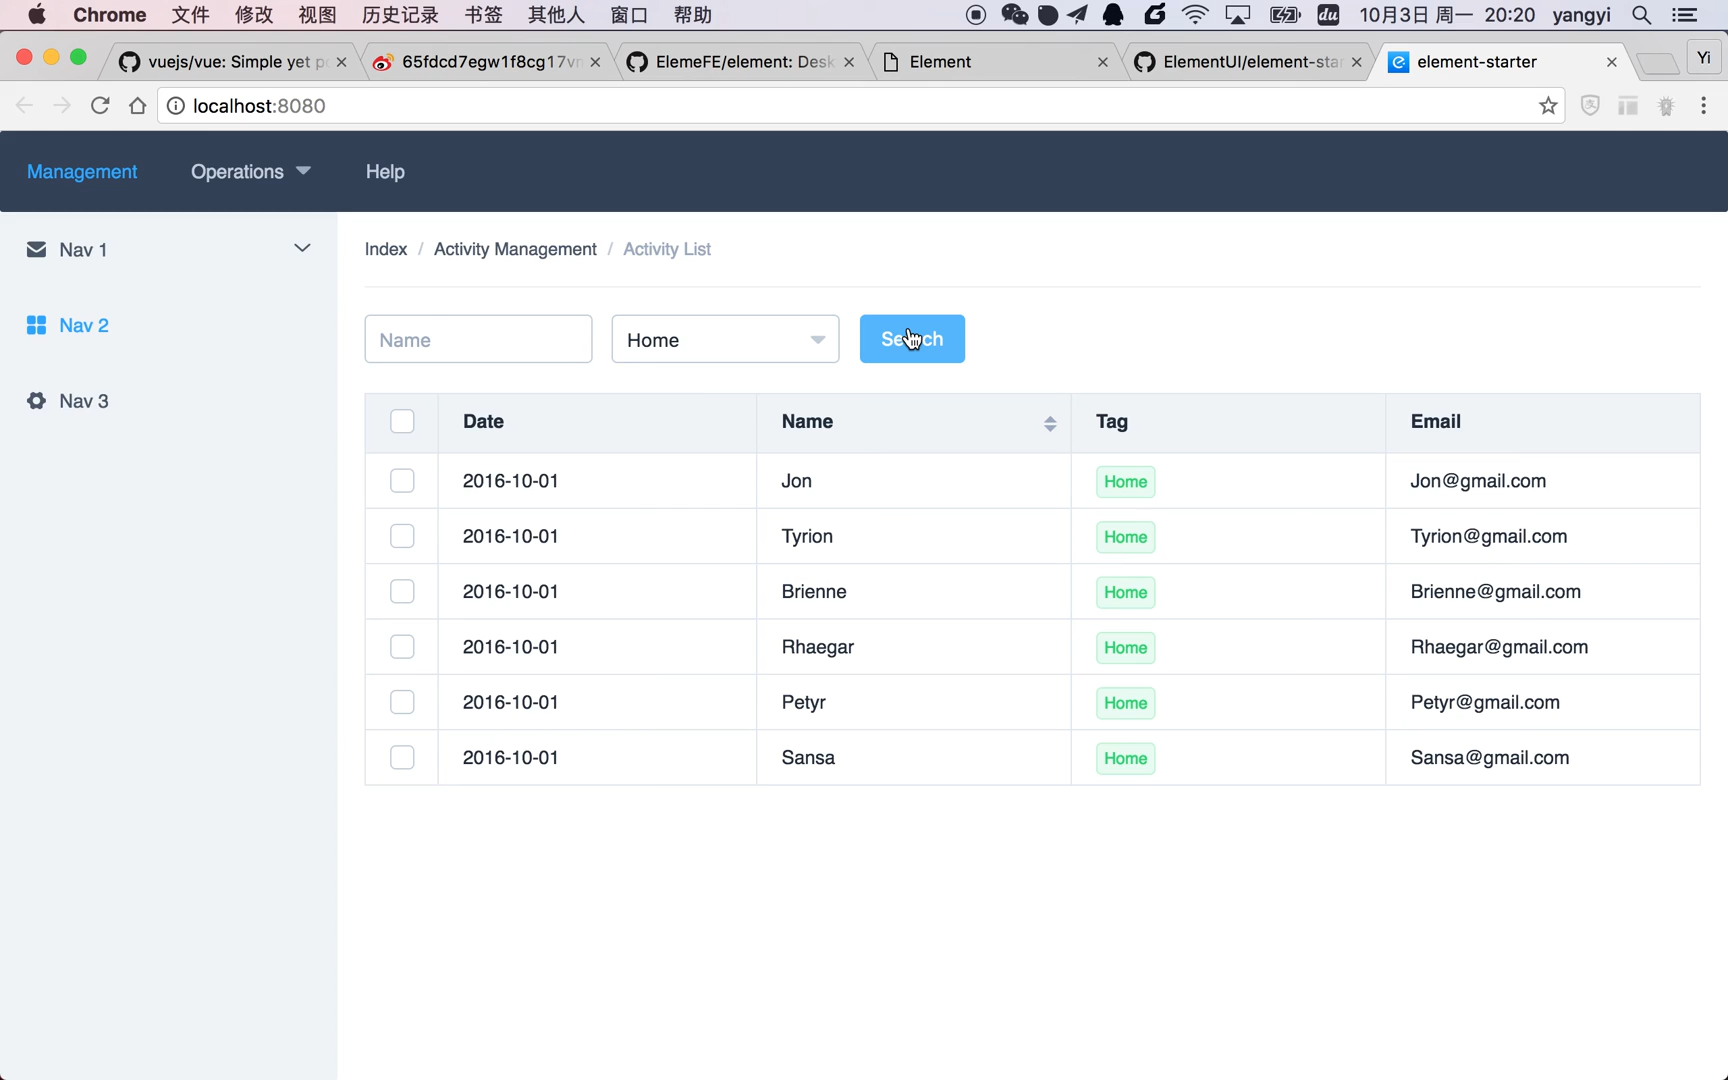 Chrome 文件 修改 视图 历史记录 书签 其他人 窗口 帮助 du 10月3日 周一 20:20 yangyi
vuejs/vue: Simple yet p 65fdcd7egw1f8cg17vn ElemeFE/element: Desk Element ElementUI/element-sta element-starter Yi
localhost:8080
Management Operations Help
Nav 1
Nav 2
Nav 3
Index / Activity Management / Activity List
Name Home Search
Date Name Tag Email
2016-10-01 Jon Home Jon@gmail.com
2016-10-01 Tyrion Home Tyrion@gmail.com
2016-10-01 Brienne Home Brienne@gmail.com
2016-10-01 Rhaegar Home Rhaegar@gmail.com
2016-10-01 Petyr Home Petyr@gmail.com
2016-10-01 Sansa Home Sansa@gmail.com